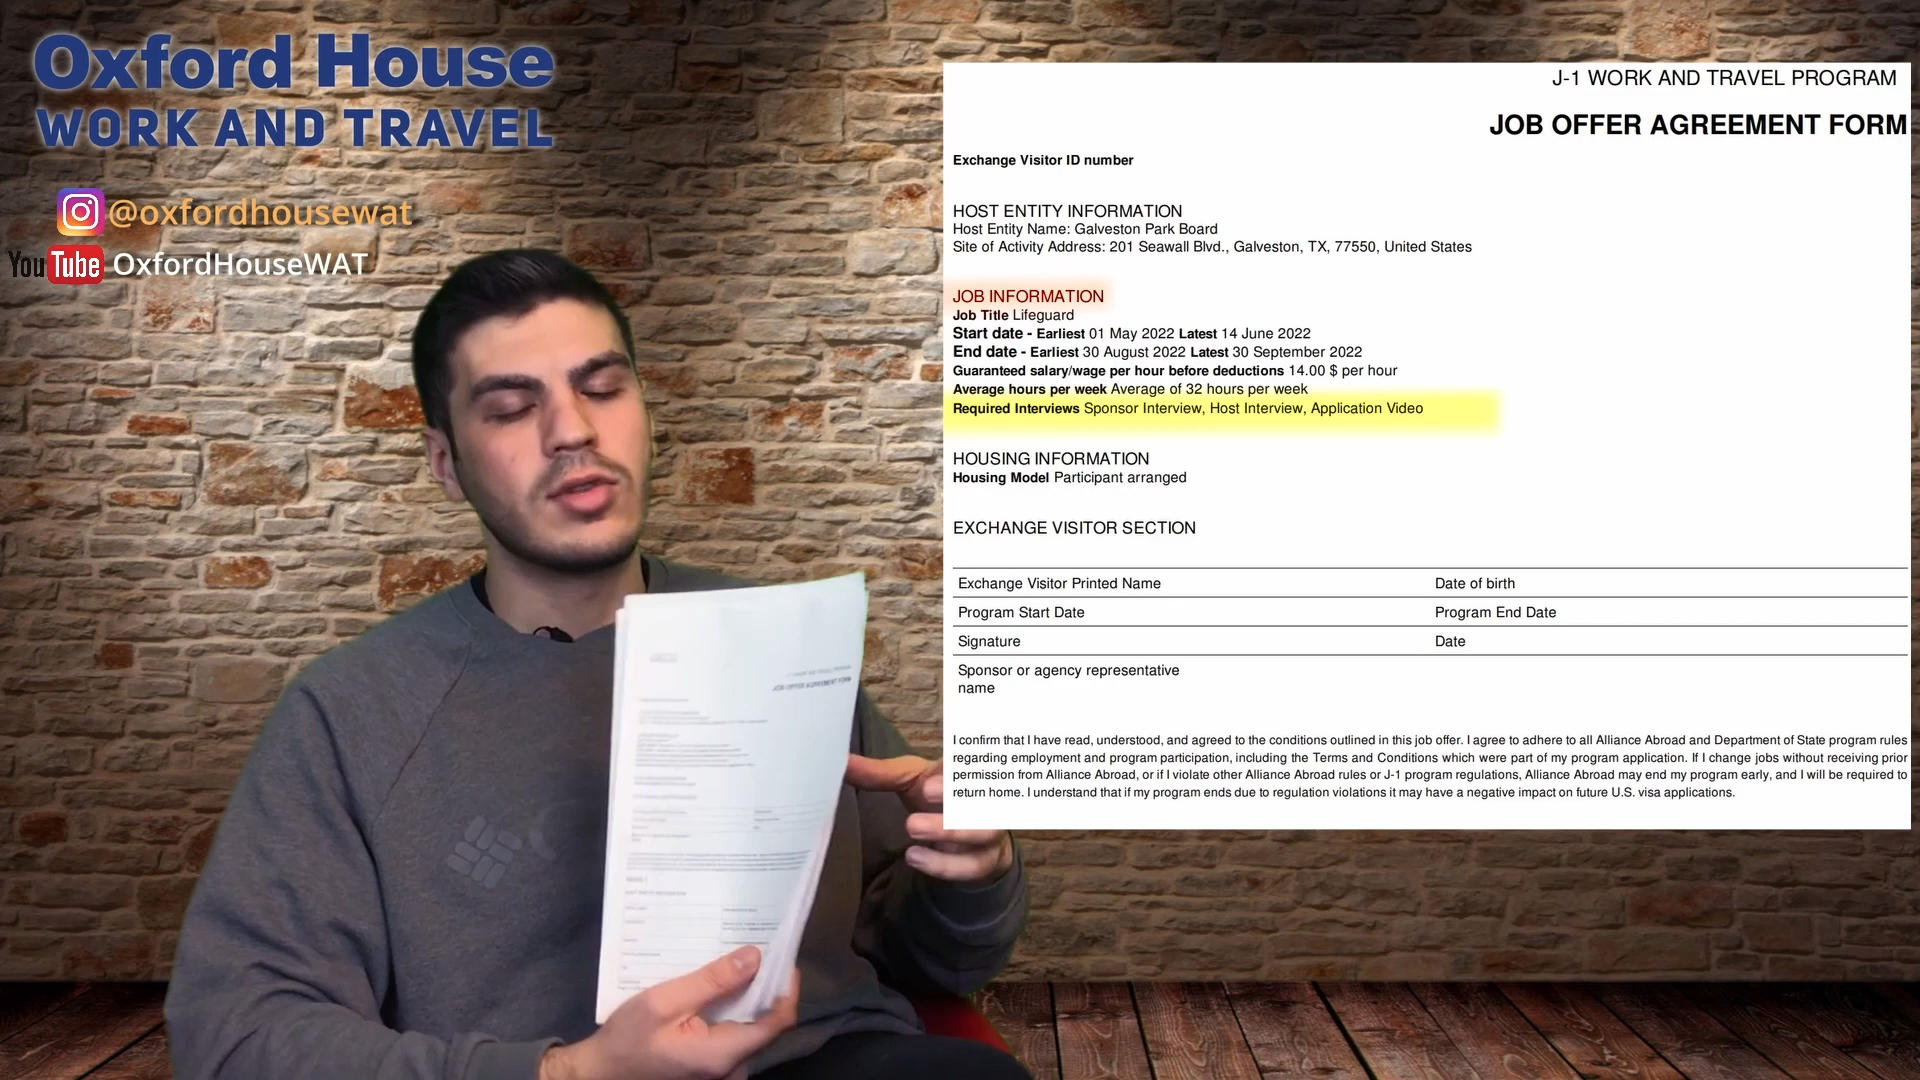 Oxford House
WORK AND TRAVEL
@oxfordhousewat
YouTube OxfordHouseWAT
J-1 WORK AND TRAVEL PROGRAM
JOB OFFER AGREEMENT FORM
Exchange Visitor ID number
HOST ENTITY INFORMATION
Host Entity Name: Galveston Park Board
Site of Activity Address: 201 Seawall Blvd., Galveston, TX, 77550, United States
JOB INFORMATION
Job Title Lifeguard
Start date - Earliest 01 May 2022 Latest 14 June 2022
End date - Earliest 30 August 2022 Latest 30 September 2022
Guaranteed salary/wage per hour before deductions 14.00 $ per hour
Average hours per week Average of 32 hours per week
Required Interviews Sponsor Interview, Host Interview, Application Video
HOUSING INFORMATION
Housing Model Participant arranged
EXCHANGE VISITOR SECTION
Exchange Visitor Printed Name Date of birth
Program Start Date Program End Date
Signature Date
Sponsor or agency representative
name
I confirm that I have read, understood, and agreed to the conditions outlined in this job offer. I agree to adhere to all Alliance Abroad and Department of State program rules
regarding employment and program participation, including the Terms and Conditions which were part of my program application. If I change jobs without receiving prior
permission from Alliance Abroad, or if I violate other Alliance Abroad rules or J-1 program regulations, Alliance Abroad may end my program early, and I will be required to
return home. I understand that if my program ends due to regulation violations it may have a negative impact on future U.S. visa applications.
JOB OFFER AGREEMENT FORM